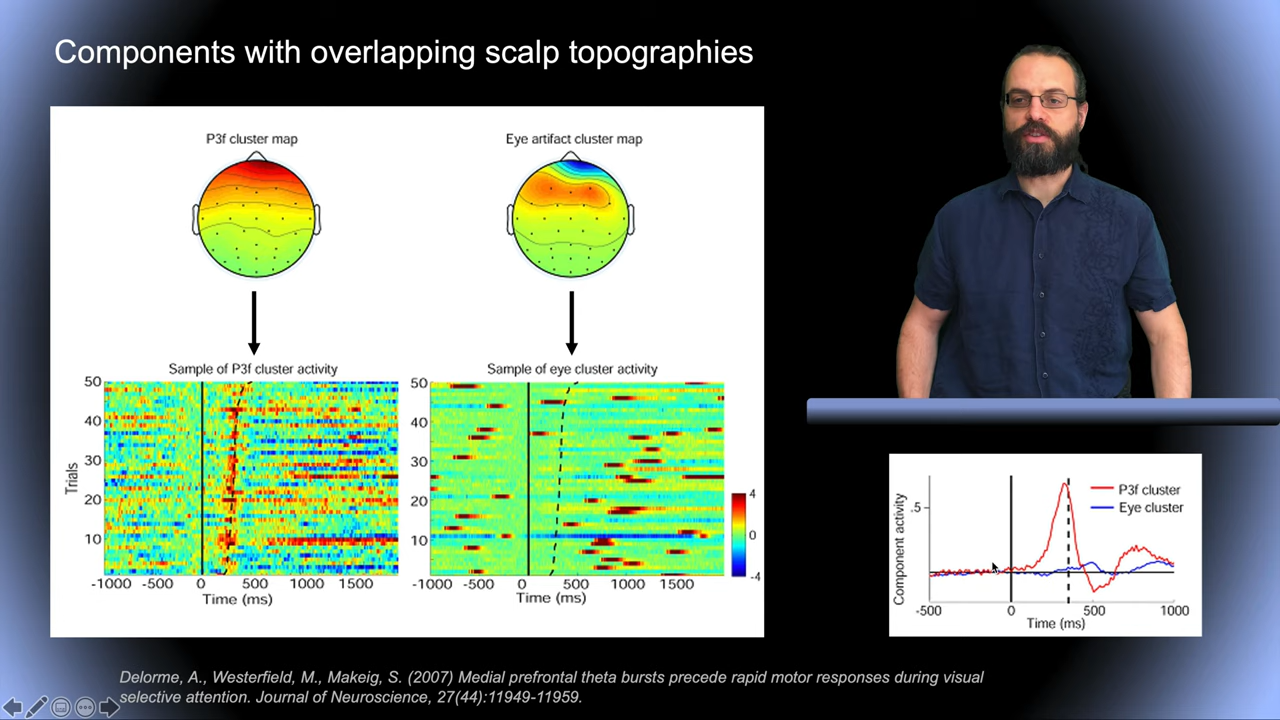 Components with overlapping scalp topographies
P3f cluster map
Eye artifact cluster map
Sample of P3f cluster activity
Sample of eye cluster activity
Trials
50
40
30
20
10
-1000 -5000 0 5000 1000 1500
Time (ms)
50
40
30
20
10
-1000 -5000 0 5000 1000 1500
Time (ms)
4
0
-4
Component activity
.5
P3f cluster
Eye cluster
-500 0 500 1000
Time (ms)
Delorme, A., Westerfield, M., Makeig, S. (2007) Medial prefrontal theta bursts precede rapid motor responses during visual
selective attention. Journal of Neuroscience, 27(44):11949-11959.